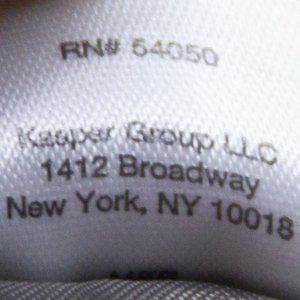 RN# 54050
Kasper Group LLC
1412 Broadway
New York, NY 10018